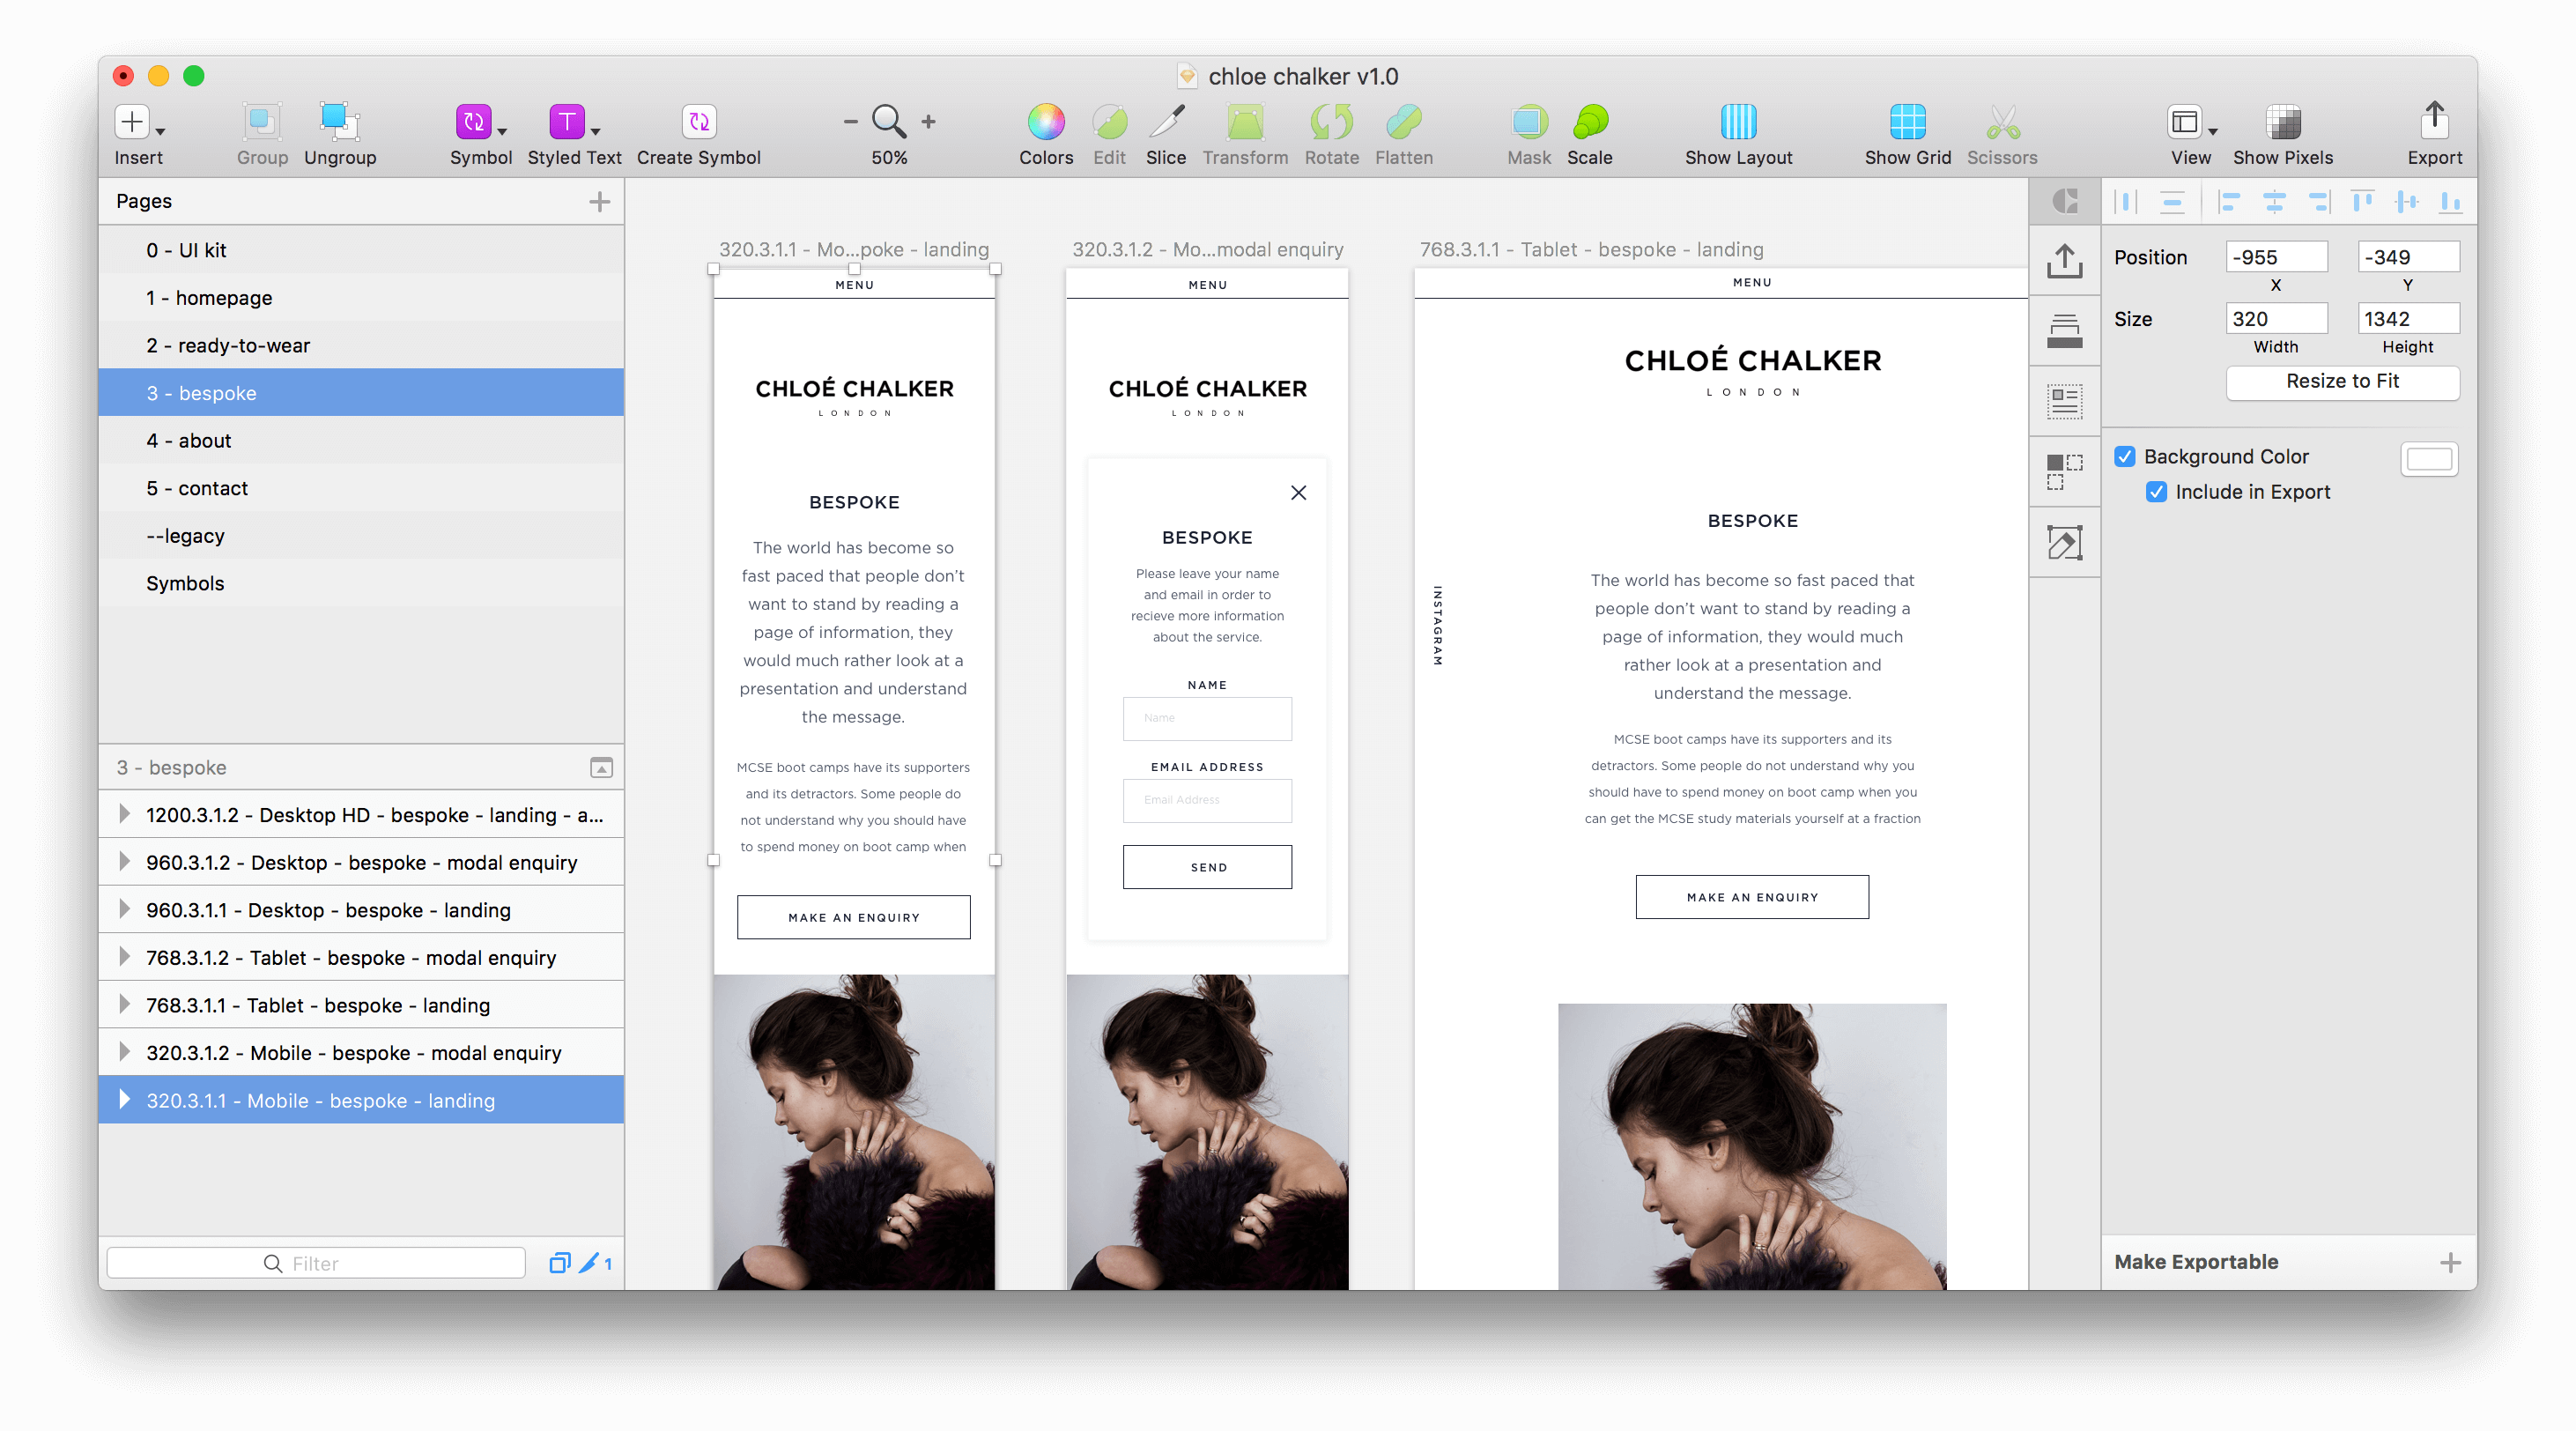 chloe chalker v1.0
Insert
Group
Ungroup
Symbol
Styled Text
Create Symbol
50%
Colors
Edit
Slice
Transform
Rotate
Flatten
Mask
Scale
Show Layout
Show Grid
Scissors
View
Show Pixels
Export
Pages
0 - UI kit
1 - homepage
2 - ready-to-wear
3 - bespoke
4 - about
5 - contact
--legacy
Symbols
3 - bespoke
1200.3.1.2 - Desktop HD - bespoke - landing - a...
960.3.1.2 - Desktop - bespoke - modal enquiry
960.3.1.1 - Desktop - bespoke - landing
768.3.1.2 - Tablet - bespoke - modal enquiry
768.3.1.1 - Tablet - bespoke - landing
320.3.1.2 - Mobile - bespoke - modal enquiry
320.3.1.1 - Mobile - bespoke - landing
Filter
1
320.3.1.1 - Mo...poke - landing
MENU
CHLOÉ CHALKER
LONDON
BESPOKE
The world has become so
fast paced that people don't
want to stand by reading a
page of information, they
would much rather look at a
presentation and understand
the message.
MCSE boot camps have its supporters
and its detractors. Some people do
not understand why you should have
to spend money on boot camp when
MAKE AN ENQUIRY
320.3.1.2 - Mo...modal enquiry
MENU
CHLOÉ CHALKER
LONDON
BESPOKE
Please leave your name
and email in order to
recieve more information
about the service.
NAME
Name
EMAIL ADDRESS
Email Address
SEND
768.3.1.1 - Tablet - bespoke - landing
MENU
CHLOÉ CHALKER
LONDON
INSTAGRAM
BESPOKE
The world has become so fast paced that
people don't want to stand by reading a
page of information, they would much
rather look at a presentation and
understand the message.
MCSE boot camps have its supporters and its
detractors. Some people do not understand why you
should have to spend money on boot camp when you
can get the MCSE study materials yourself at a fraction
MAKE AN ENQUIRY
Position
-955
-349
X
Y
Size
320
1342
Width
Height
Resize to Fit
Background Color
Include in Export
Make Exportable